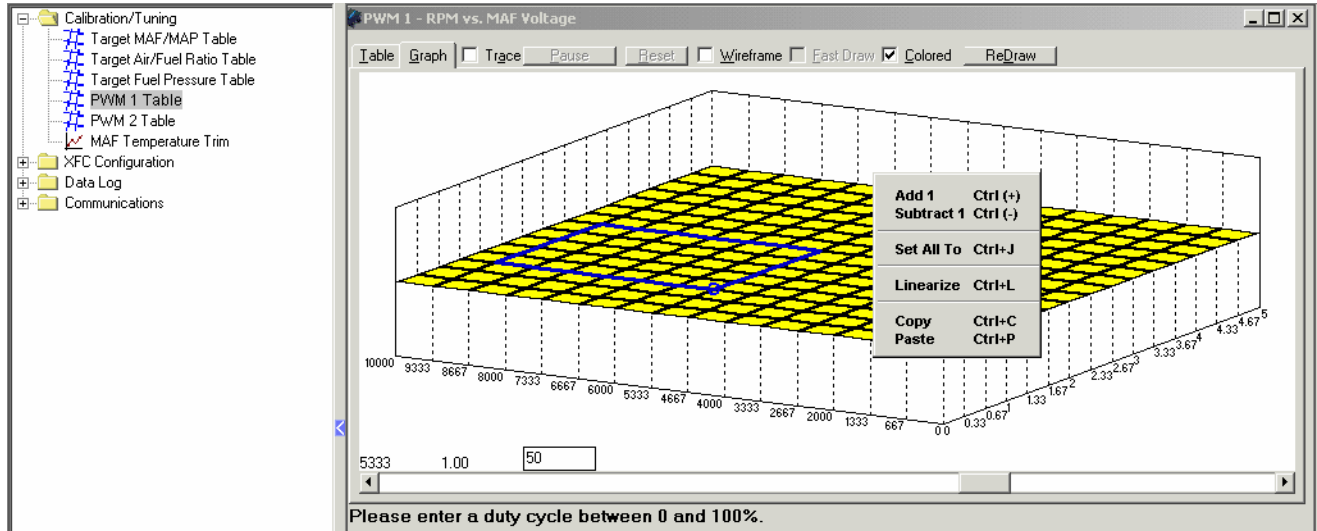 Calibration/Tuning
Target MAF/MAP Table
Target Air/Fuel Ratio Table
Target Fuel Pressure Table
PWM 1 Table
PWM 2 Table
MAF Temperature Trim
XFC Configuration
Data Log
Communications
PWM 1 - RPM vs. MAF Voltage
Table Graph Trace Pause Reset Wireframe Fast Draw Colored ReDraw
Add 1 Ctrl (+)
Subtract 1 Ctrl (-)
Set All To Ctrl+J
Linearize Ctrl+L
Copy Ctrl+C
Paste Ctrl+P
10000 9333 8667 8000 7333 6667 6000 5333 4667 4000 3333 2667 2000 1333 667 0
0 0.33 0.67 1 1.33 1.67 2 2.33 2.67 3 3.33 3.67 4 4.33 4.67 5
5333 1.00 50
Please enter a duty cycle between 0 and 100%.